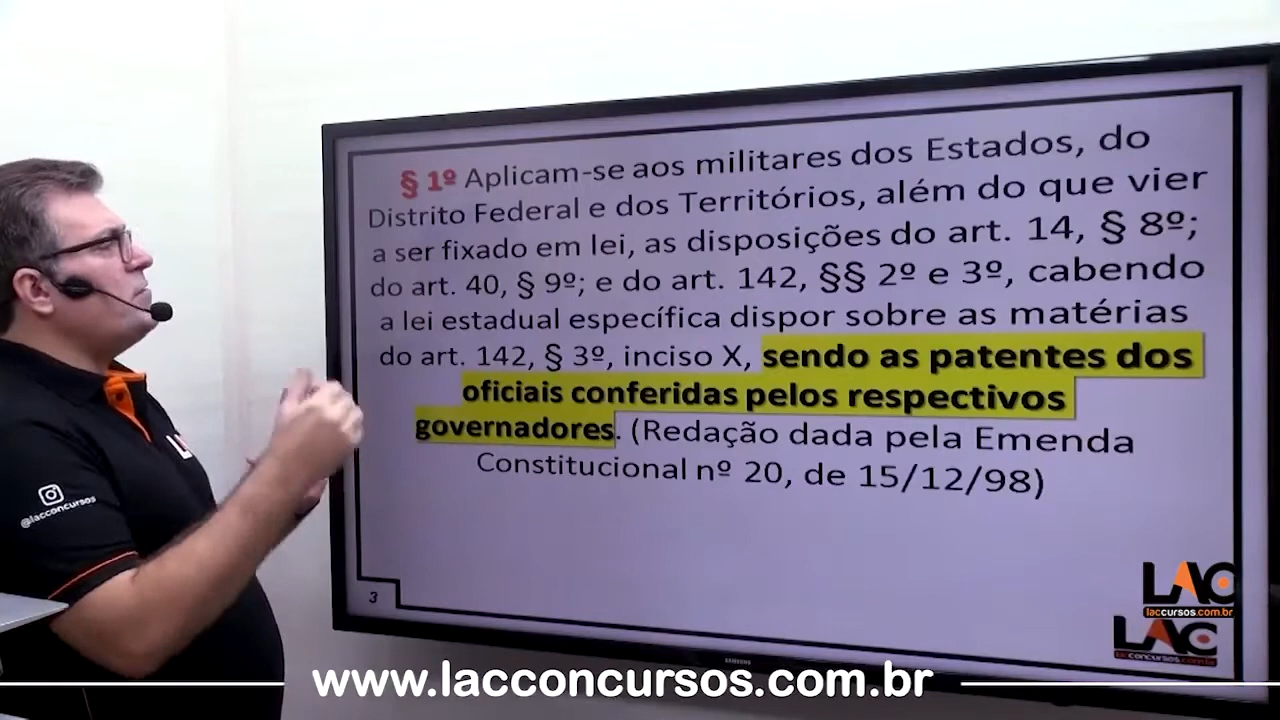 § 1º Aplicam-se aos militares dos Estados, do
Distrito Federal e dos Territórios, além do que vier
a ser fixado em lei, as disposições do art. 14, § 8º;
do art. 40, § 9º; e do art. 142, §§ 2º e 3º, cabendo
a lei estadual específica dispor sobre as matérias
do art. 142, § 3º, inciso X, sendo as patentes dos
oficiais conferidas pelos respectivos
governadores. (Redação dada pela Emenda
Constitucional nº 20, de 15/12/98)
3
LAC
laccursos.com.br
LAC
lacconcursos.com.br
SAMSUNG
@lacconcursos
www.lacconcursos.com.br